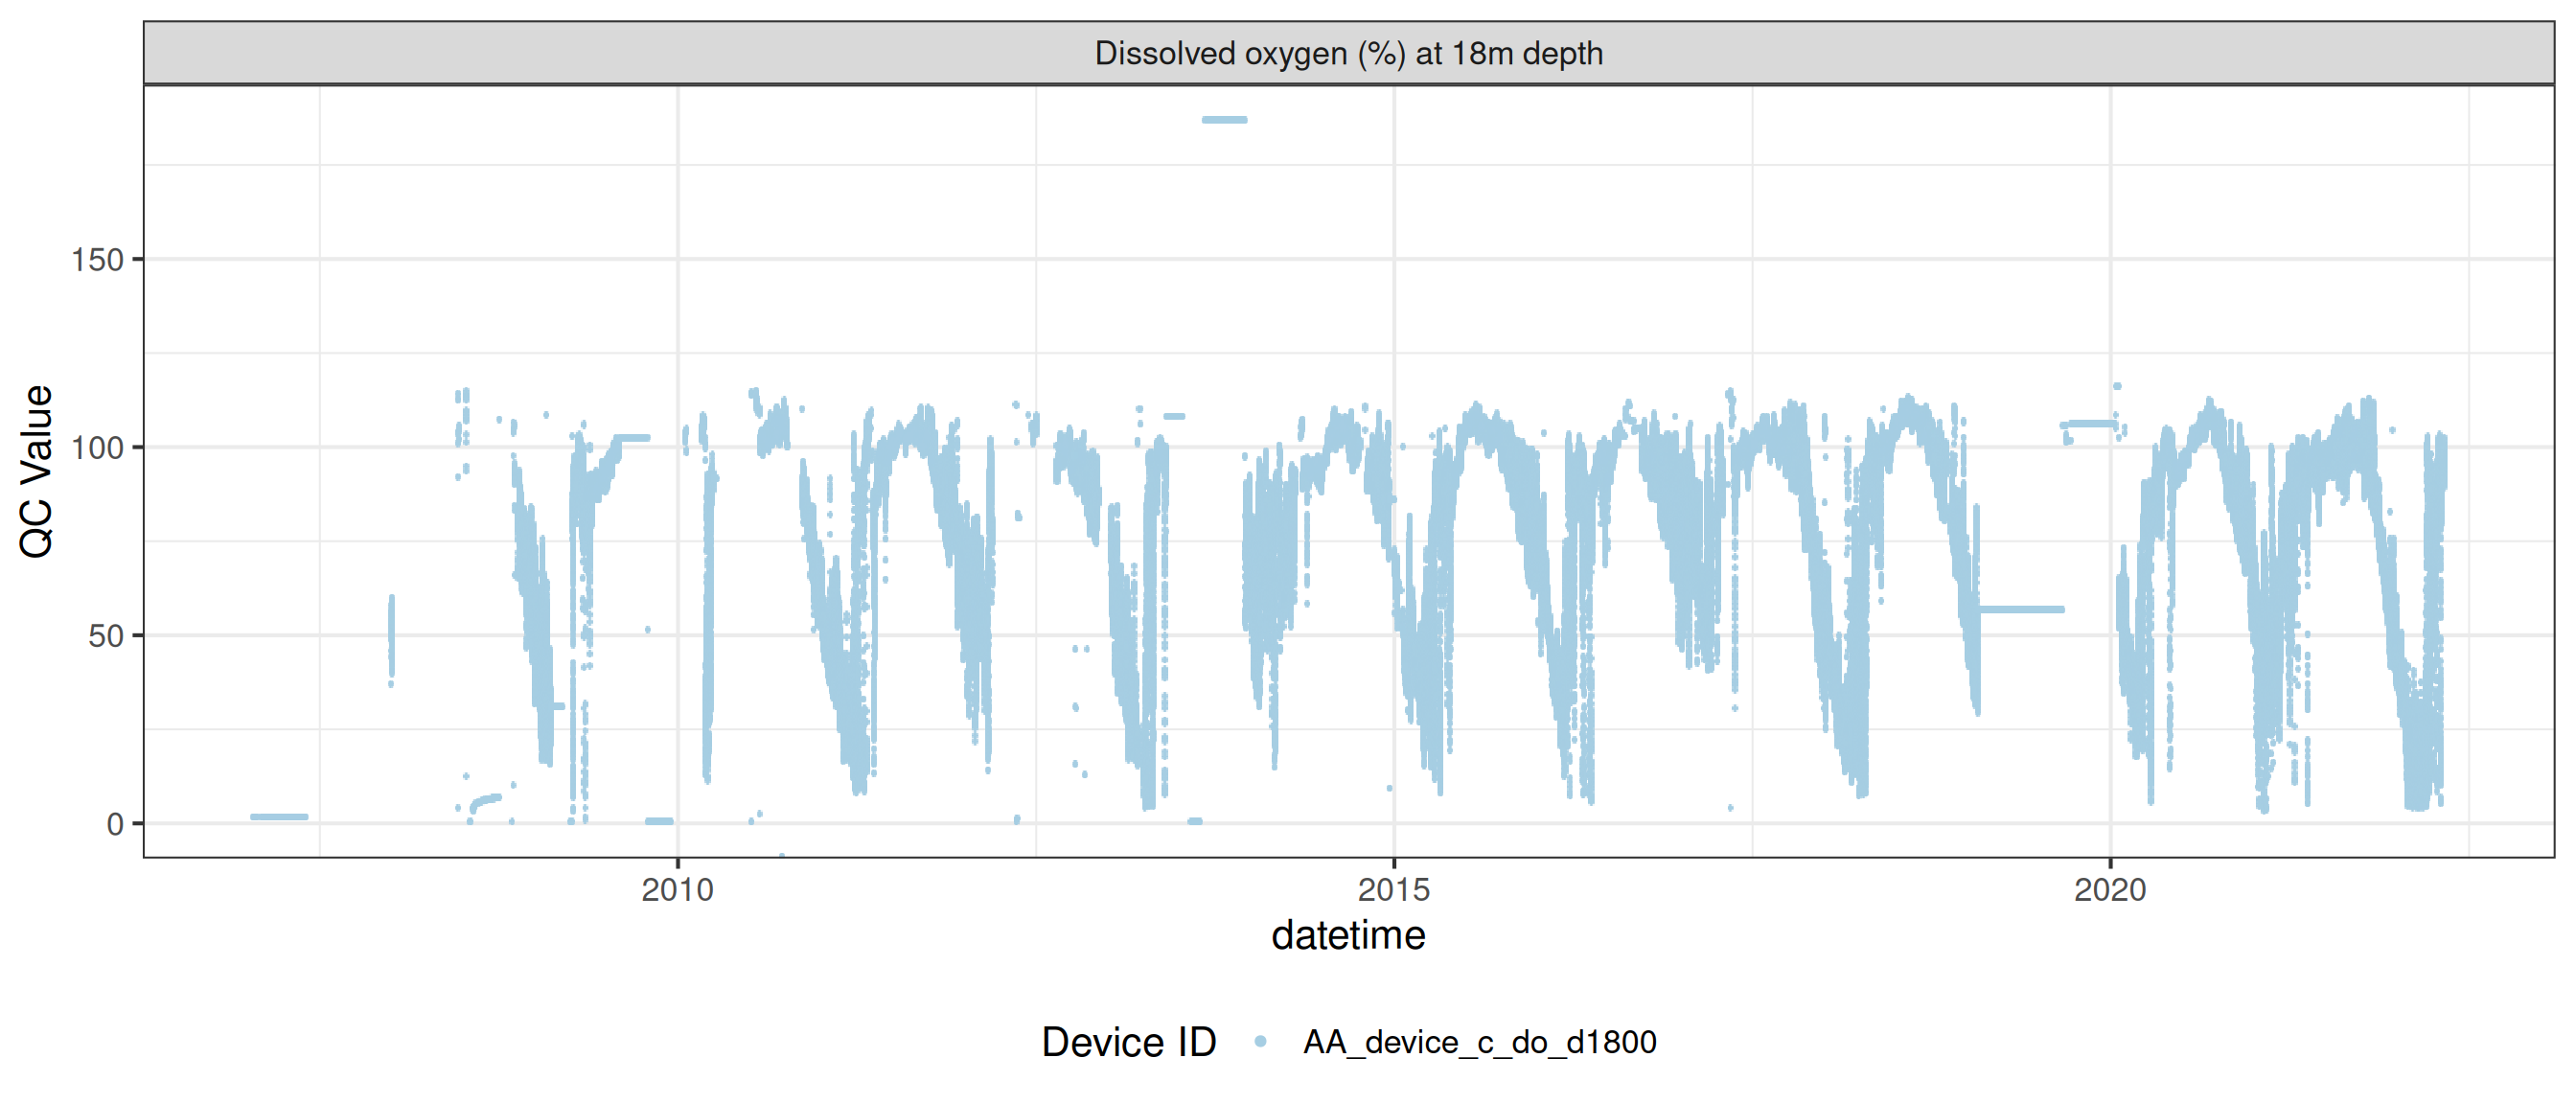 Dissolved oxygen (%) at 18m depth
150
100
50
0
QC Value
2010 2015 2020
datetime
Device ID AA_device_c_do_d1800